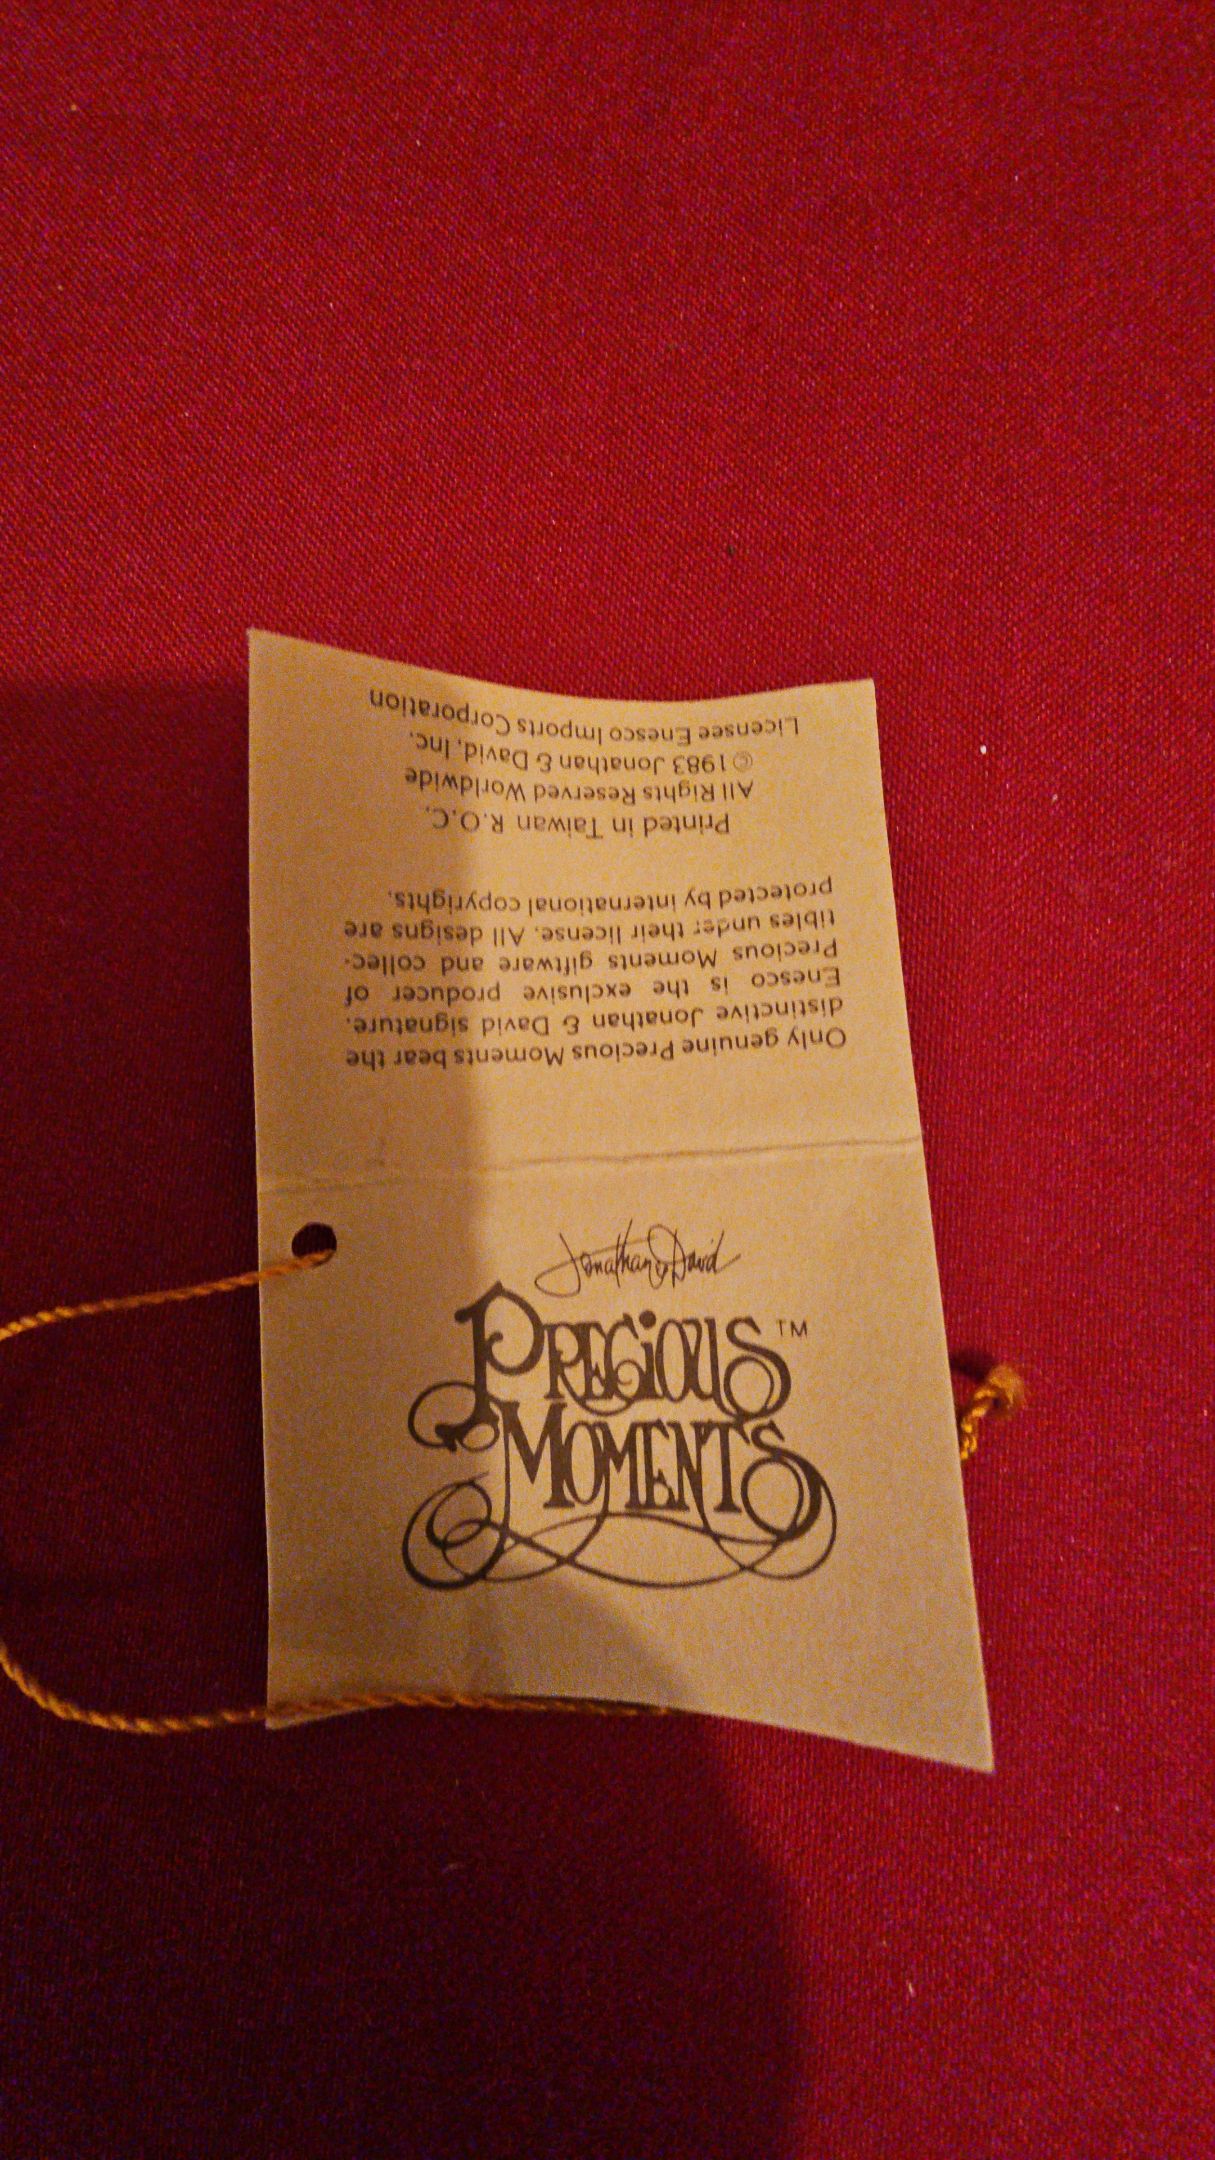 Jonathan & David
PRECIOUS TM
MOMENTS
Only genuine Precious Moments bear the
distinctive Jonathan & David signature.
Enesco is the exclusive producer of
Precious Moments giftware and collec-
tibles under their license. All designs are
protected by international copyrights.
Printed in Taiwan R.O.C.
All Rights Reserved Worldwide
©1983 Jonathan & David, Inc.
Licensee Enesco Imports Corporation